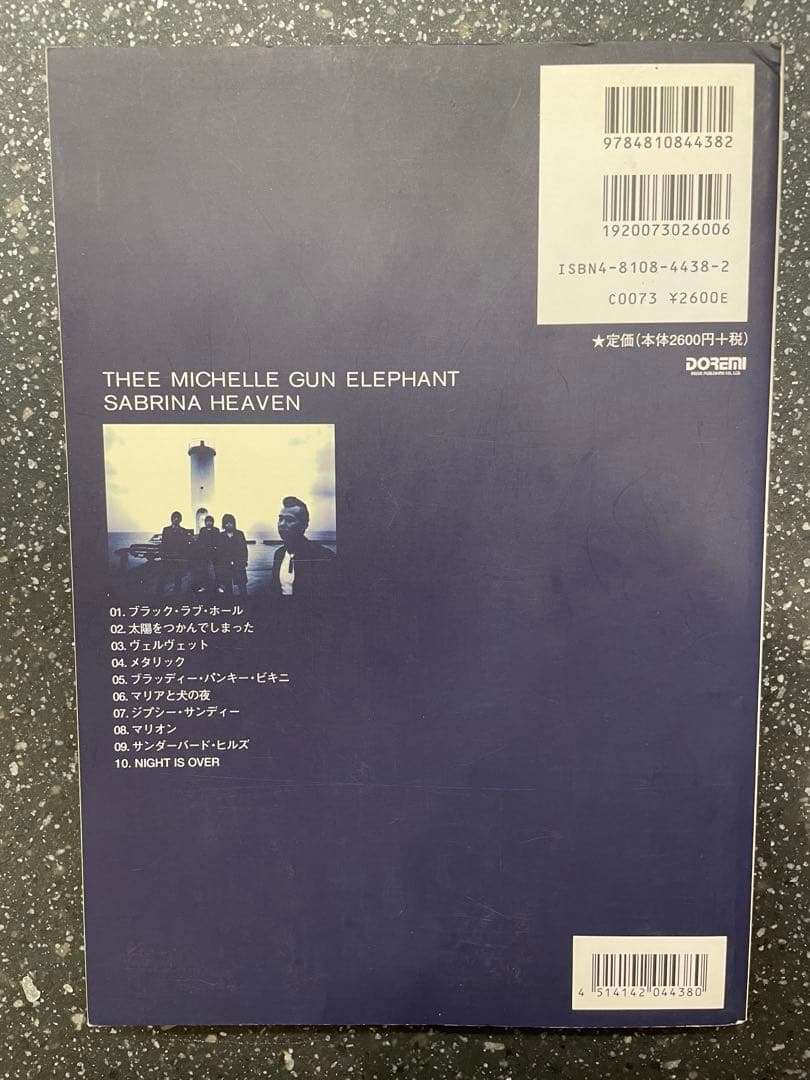 9784810844382
1920073026006
ISBN4-8108-4438-2
C0073 ¥2600E
★定価(本体2600円+税)
DOREMI
THEE MICHELLE GUN ELEPHANT
SABRINA HEAVEN
01. ブラック・ラブ・ホール
02. 太陽をつかんでしまった
03. ヴェルヴェット
04. メタリック
05. ブラッディー・パンキー・ビキニ
06. マリアと犬の夜
07. ジプシー・サンディー
08. マリオン
09. サンダーバード・ヒルズ
10. NIGHT IS OVER
4 514142 044380